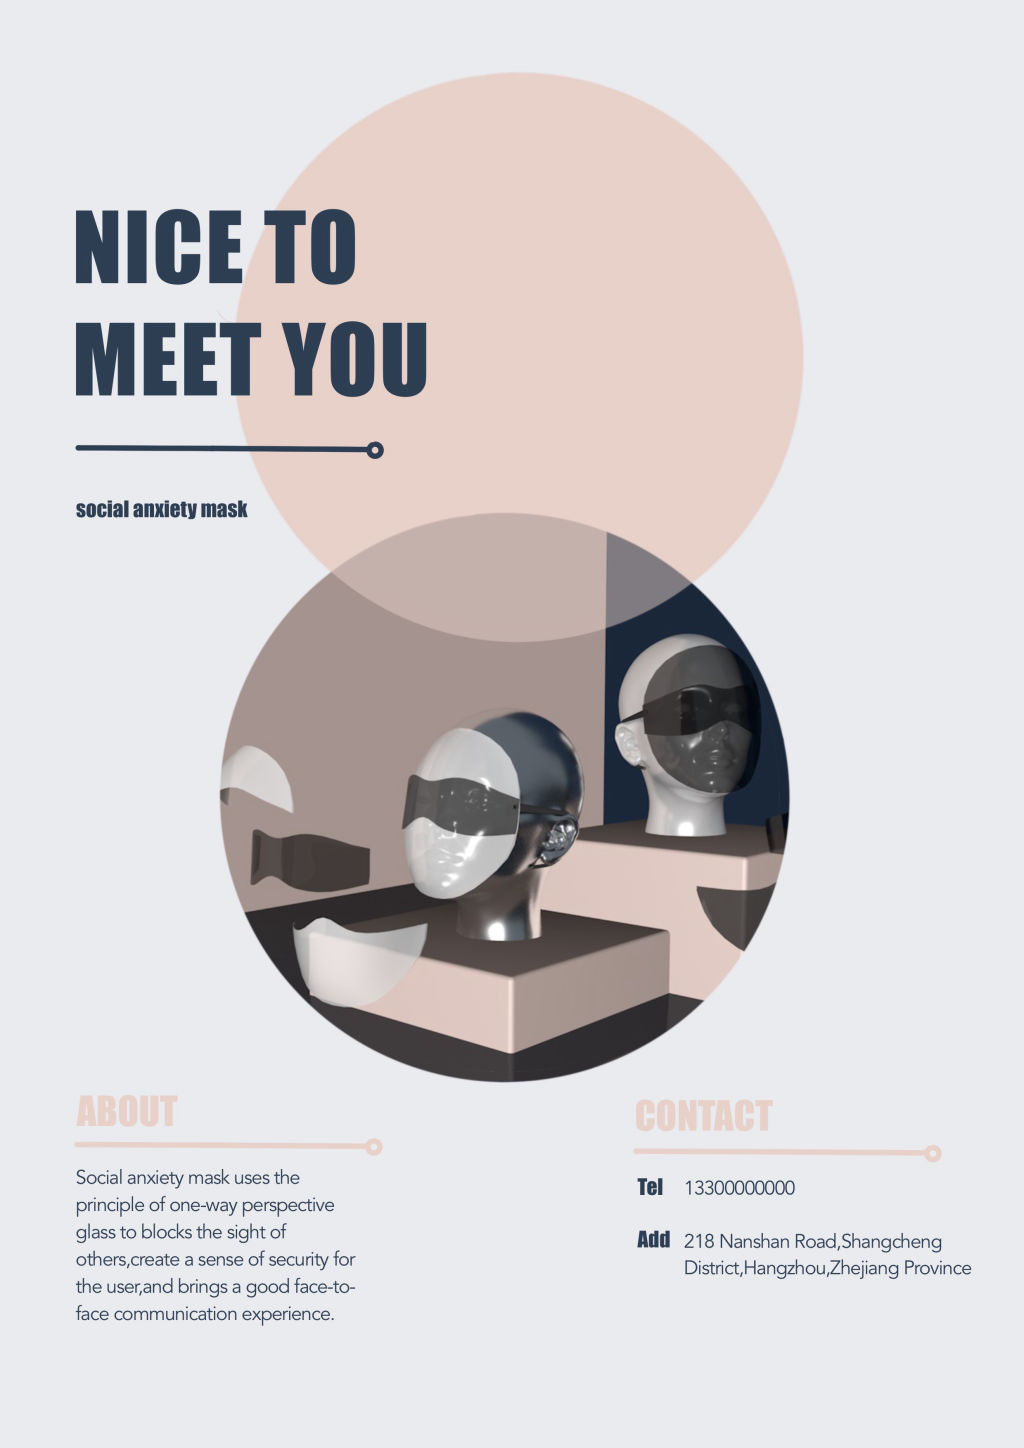 NICE TO
MEET YOU
social anxiety mask
ABOUT
Social anxiety mask uses the
principle of one-way perspective
glass to blocks the sight of
others,create a sense of security for
the user,and brings a good face-to-
face communication experience.
CONTACT
Tel 13300000000
Add 218 Nanshan Road,Shangcheng
District,Hangzhou,Zhejiang Province